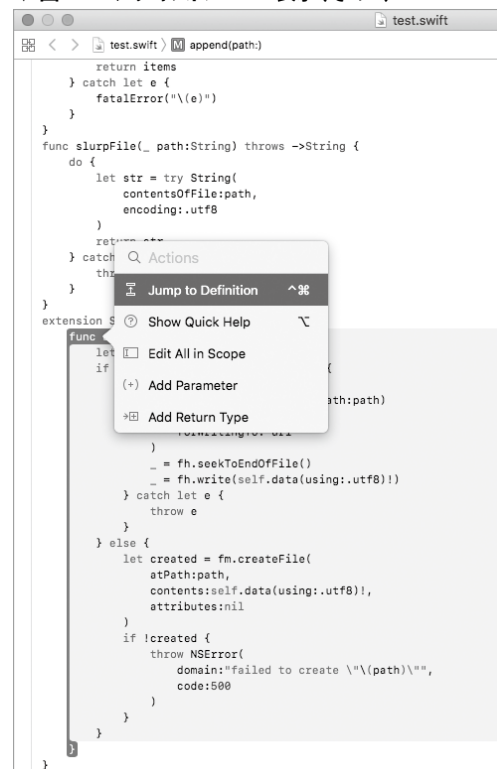 test.swift
test.swift 〉 M append(path:)
return items
} catch let e {
fatalError("\(e)")
}
}
func slurpFile(_ path:String) throws ->String {
do {
let str = try String(
contentsOfFile:path,
encoding:.utf8
)
return str
} catch
thr
}
}
extension S
func
let
if {
ath:path)
)
_ = fh.seekToEndOfFile()
_ = fh.write(self.data(using:.utf8)!)
} catch let e {
throw e
}
} else {
let created = fm.createFile(
atPath:path,
contents:self.data(using:.utf8)!,
attributes:nil
)
if !created {
throw NSError(
domain:"failed to create \"\(path)\"",
code:500
)
}
}
}
}
Actions
Jump to Definition ^⌘
Show Quick Help ⌥
Edit All in Scope
Add Parameter
Add Return Type